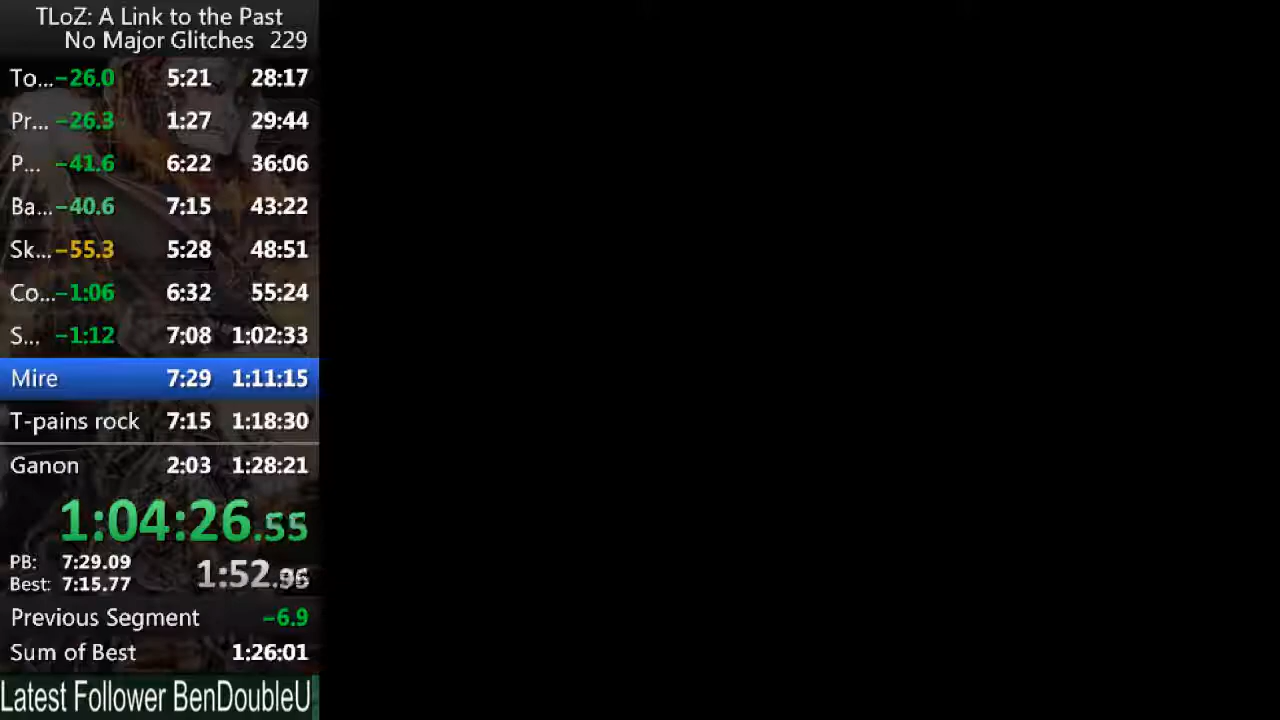 TLoZ: A Link to the Past
No Major Glitches 229
To... −26.0 5:21 28:17
Pr... −26.3 1:27 29:44
P... −41.6 6:22 36:06
Ba... −40.6 7:15 43:22
Sk... −55.3 5:28 48:51
Co... −1:06 6:32 55:24
S... −1:12 7:08 1:02:33
Mire 7:29 1:11:15
T-pains rock 7:15 1:18:30
Ganon 2:03 1:28:21
1:04:26.55
PB: 7:29.09
Best: 7:15.77
1:52.96
Previous Segment −6.9
Sum of Best 1:26:01
Latest Follower BenDoubleU